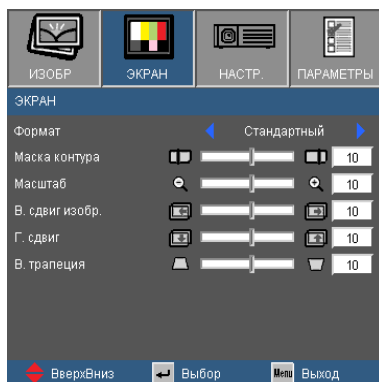 ИЗОБР ЭКРАН НАСТР. ПАРАМЕТРЫ
ЭКРАН
Формат Стандартный
Маска контура 10
Масштаб 10
В. сдвиг изобр. 10
Г. сдвиг 10
В. трапеция 10
ВверхВниз Выбор Menu Выход